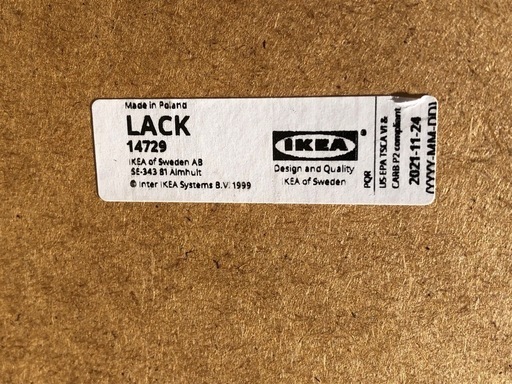 Made in Poland
LACK
14729
IKEA of Sweden AB
SE-343 81 Älmhult
© Inter IKEA Systems B.V. 1999
IKEA®
Design and Quality
IKEA of Sweden
PQR
US EPA TSCA VI &
CARB P2 compliant
2021-11-24
(YYYY-MM-DD)